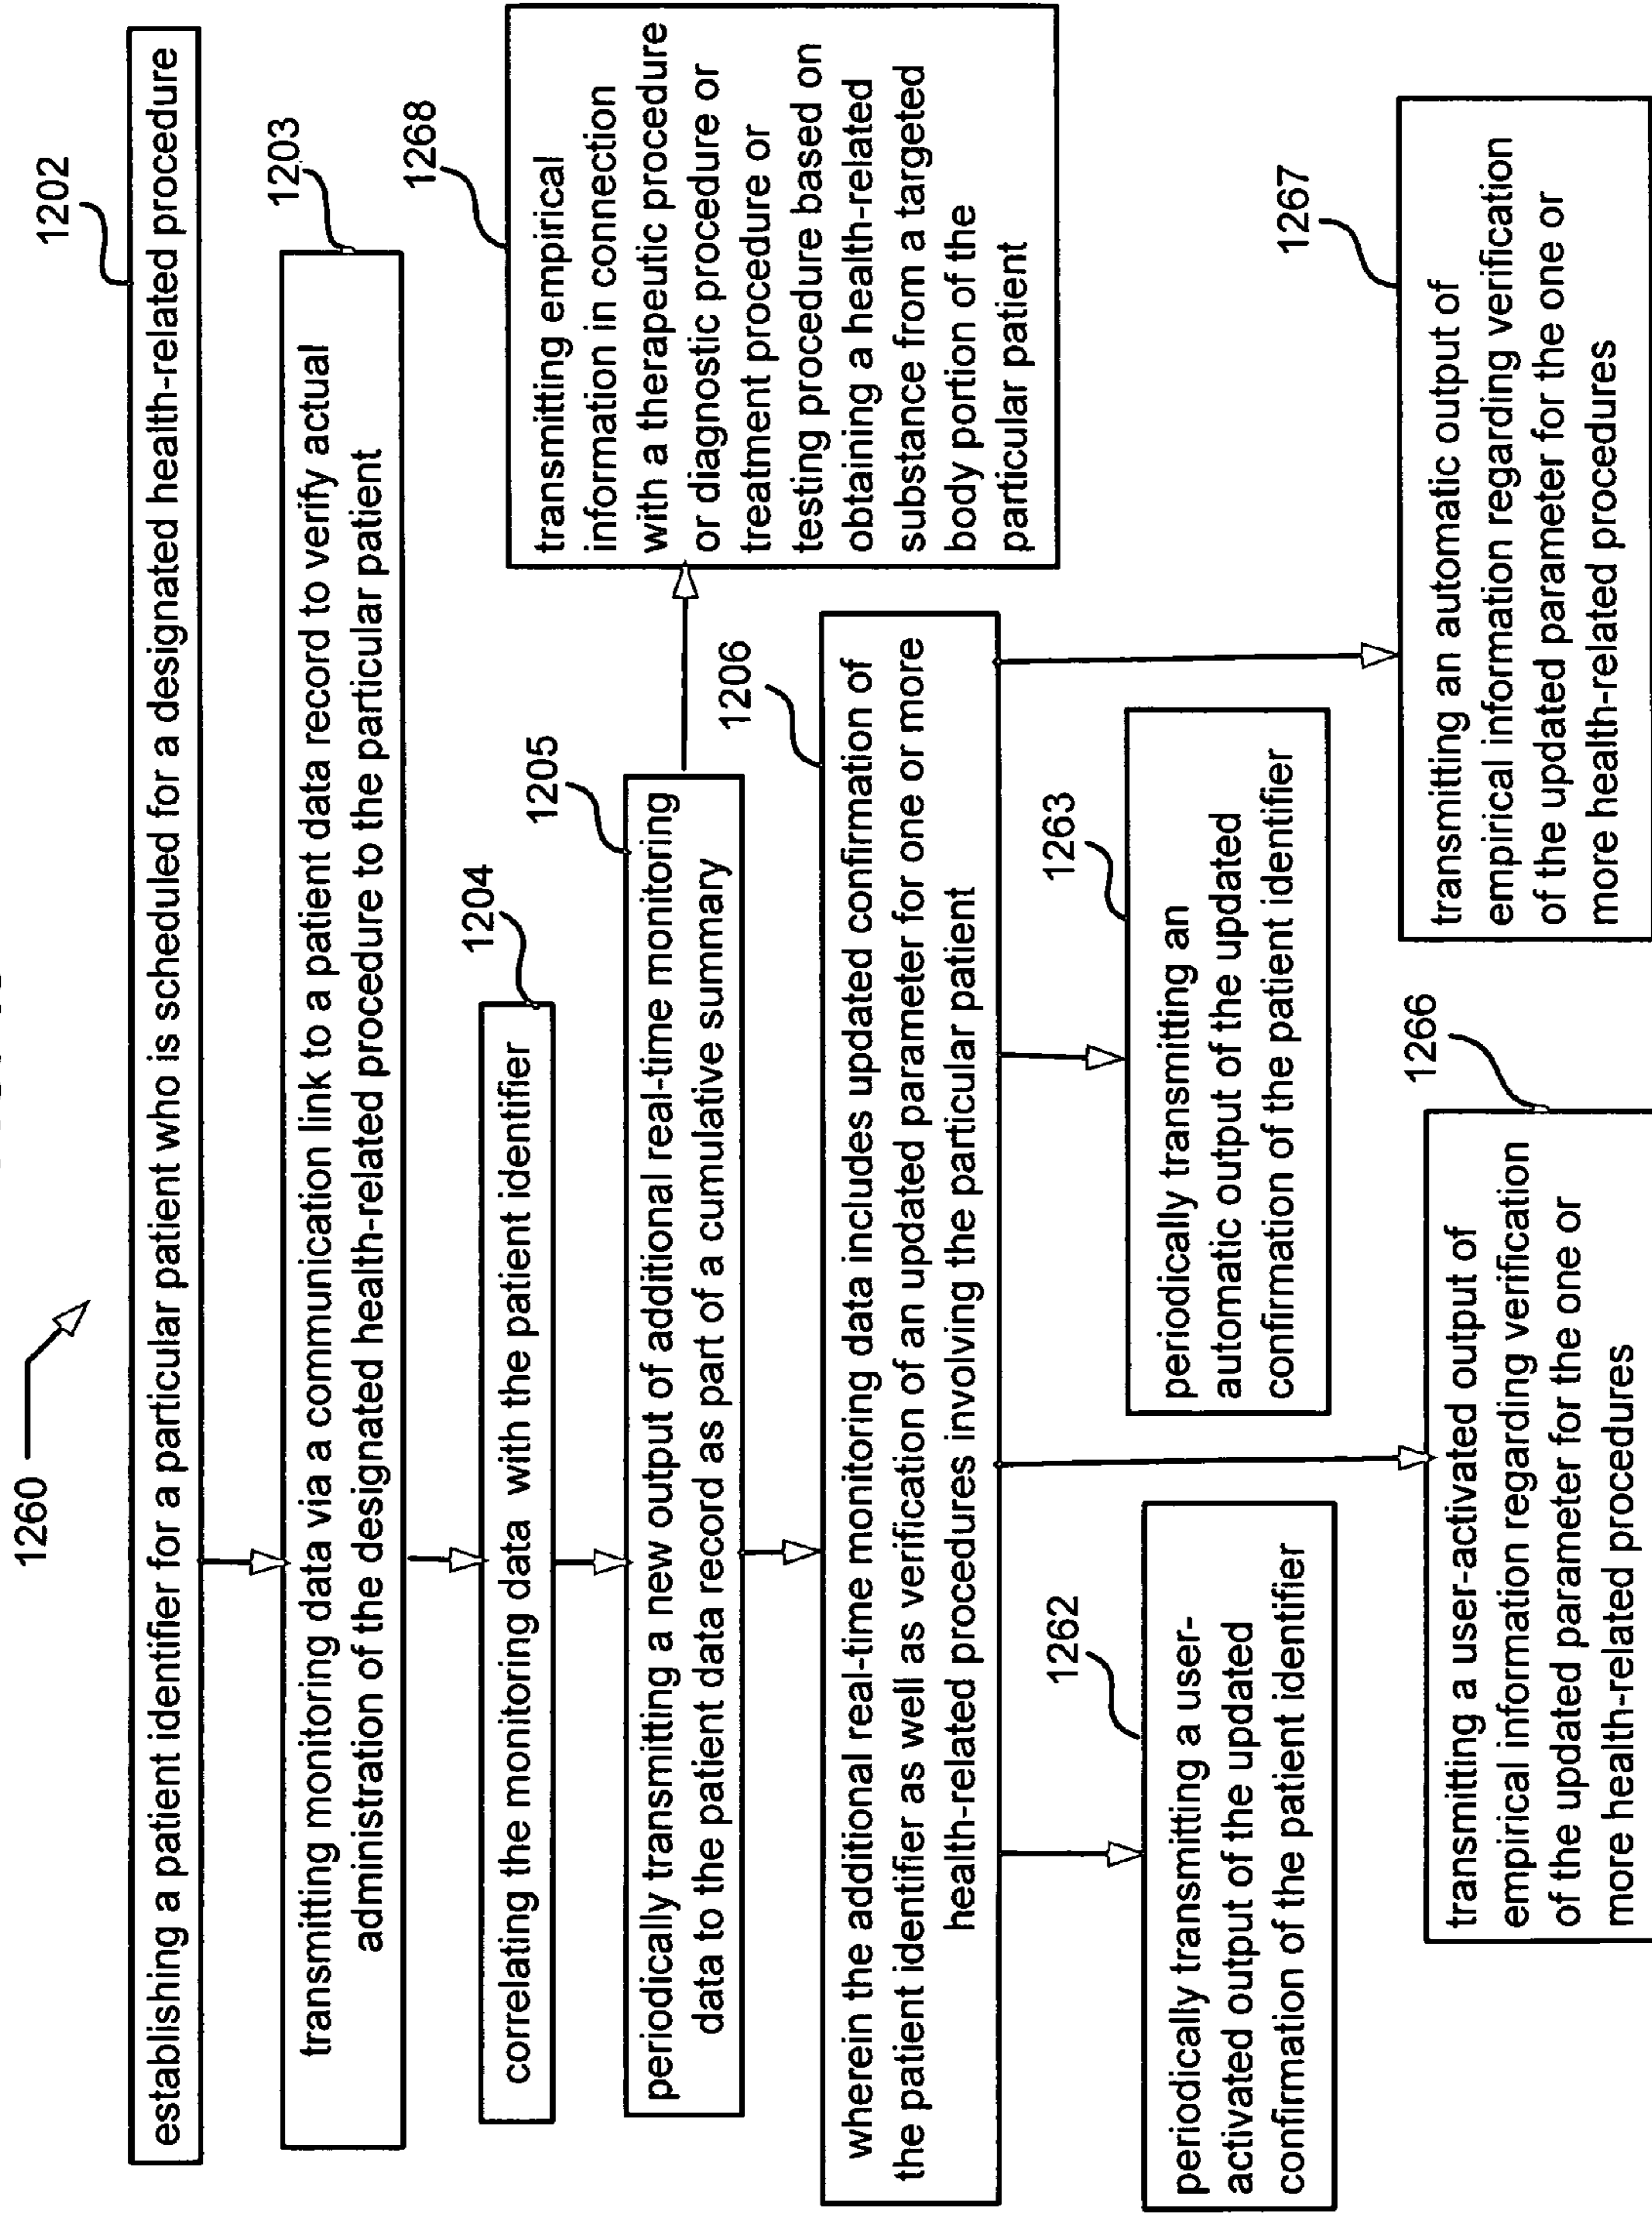 1260
1202
establishing a patient identifier for a particular patient who is scheduled for a designated health-related procedure
1203
transmitting monitoring data via a communication link to a patient data record to verify actual
administration of the designated health-related procedure to the particular patient
1204
correlating the monitoring data with the patient identifier
1205
periodically transmitting a new output of additional real-time monitoring
data to the patient data record as part of a cumulative summary
1268
transmitting empirical
information in connection
with a therapeutic procedure
or diagnostic procedure or
treatment procedure or
testing procedure based on
obtaining a health-related
substance from a targeted
body portion of the
particular patient
1206
wherein the additional real-time monitoring data includes updated confirmation of
the patient identifier as well as verification of an updated parameter for one or more
health-related procedures involving the particular patient
1262
periodically transmitting a user-
activated output of the updated
confirmation of the patient identifier
1263
periodically transmitting an
automatic output of the updated
confirmation of the patient identifier
1266
transmitting a user-activated output of
empirical information regarding verification
of the updated parameter for the one or
more health-related procedures
1267
transmitting an automatic output of
empirical information regarding verification
of the updated parameter for the one or
more health-related procedures